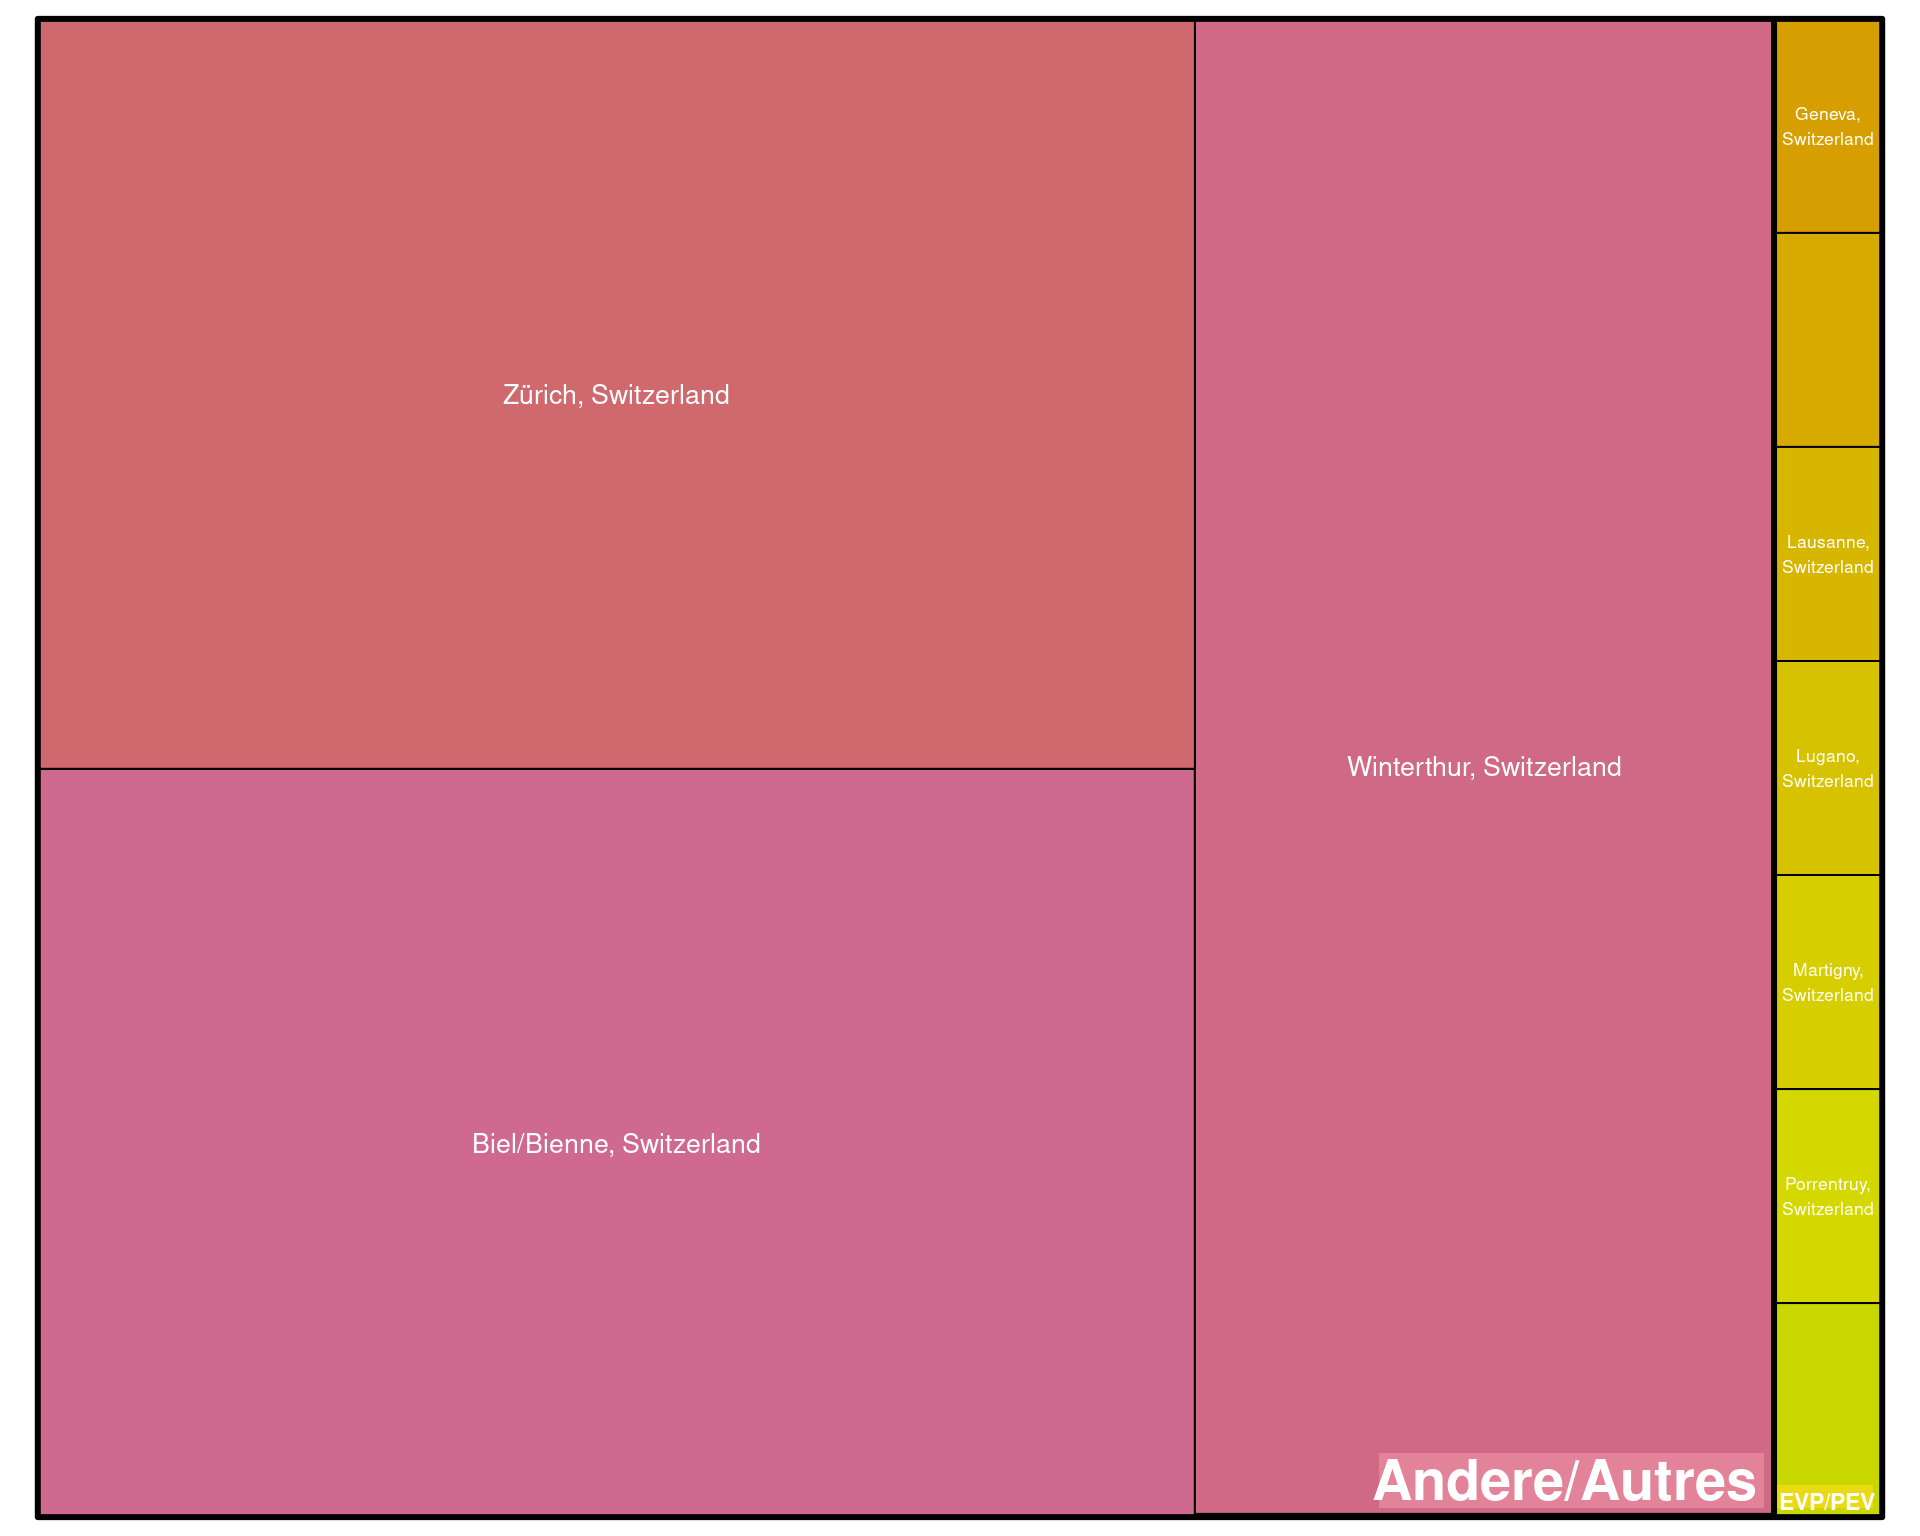 Zürich, Switzerland
Biel/Bienne, Switzerland
Winterthur, Switzerland
Andere/Autres
Geneva,
Switzerland
Lausanne,
Switzerland
Lugano,
Switzerland
Martigny,
Switzerland
Porrentruy,
Switzerland
EVP/PEV